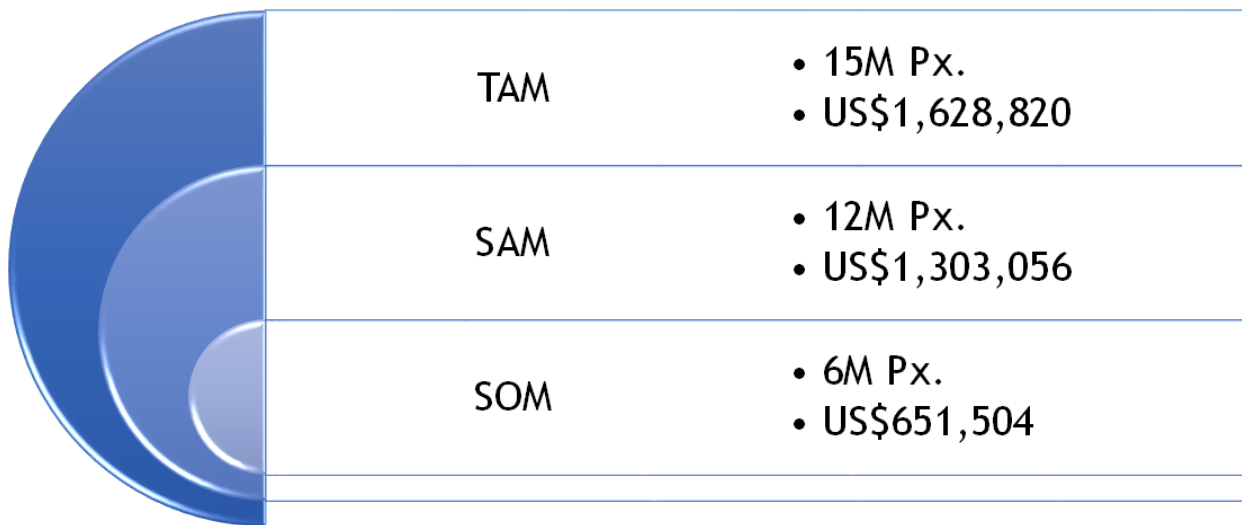 TAM
• 15M Px.
• US$1,628,820
SAM
• 12M Px.
• US$1,303,056
SOM
• 6M Px.
• US$651,504